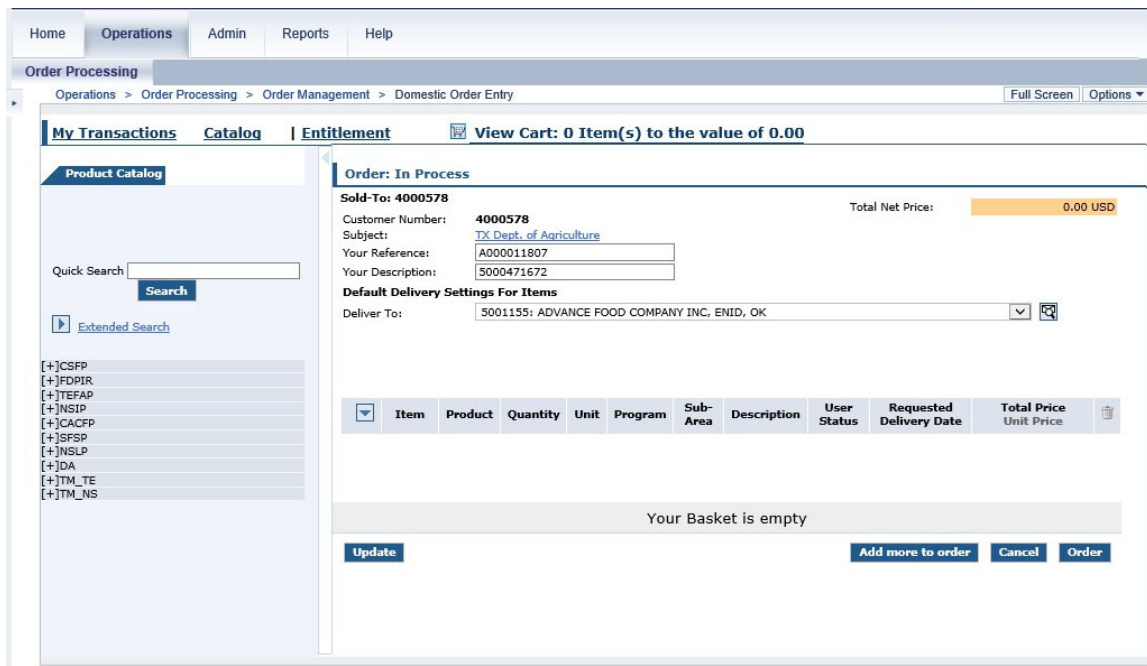 Home Operations Admin Reports Help
Order Processing
Operations > Order Processing > Order Management > Domestic Order Entry Full Screen Options
My Transactions Catalog | Entitlement View Cart: 0 Item(s) to the value of 0.00
Product Catalog
Quick Search
Search
Extended Search
[+]CSFP
[+]FDPIR
[+]TEFAP
[+]NSIP
[+]CACFP
[+]SFSP
[+]NSLP
[+]DA
[+]TM_TE
[+]TM_NS
Order: In Process
Sold-To: 4000578
Total Net Price: 0.00 USD
Customer Number: 4000578
Subject: TX Dept. of Agriculture
Your Reference: A000011807
Your Description: 5000471672
Default Delivery Settings For Items
Deliver To: 5001155: ADVANCE FOOD COMPANY INC, ENID, OK
Item Product Quantity Unit Program Sub-Area Description User Status Requested Delivery Date Total Price Unit Price
Your Basket is empty
Update Add more to order Cancel Order